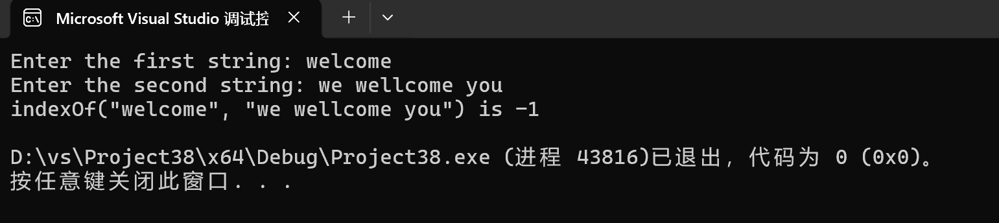 Microsoft Visual Studio 调试控
Enter the first string: welcome
Enter the second string: we wellcome you
indexOf("welcome", "we wellcome you") is -1
D:\vs\Project38\x64\Debug\Project38.exe (进程 43816)已退出，代码为 0 (0x0)。
按任意键关闭此窗口. . .